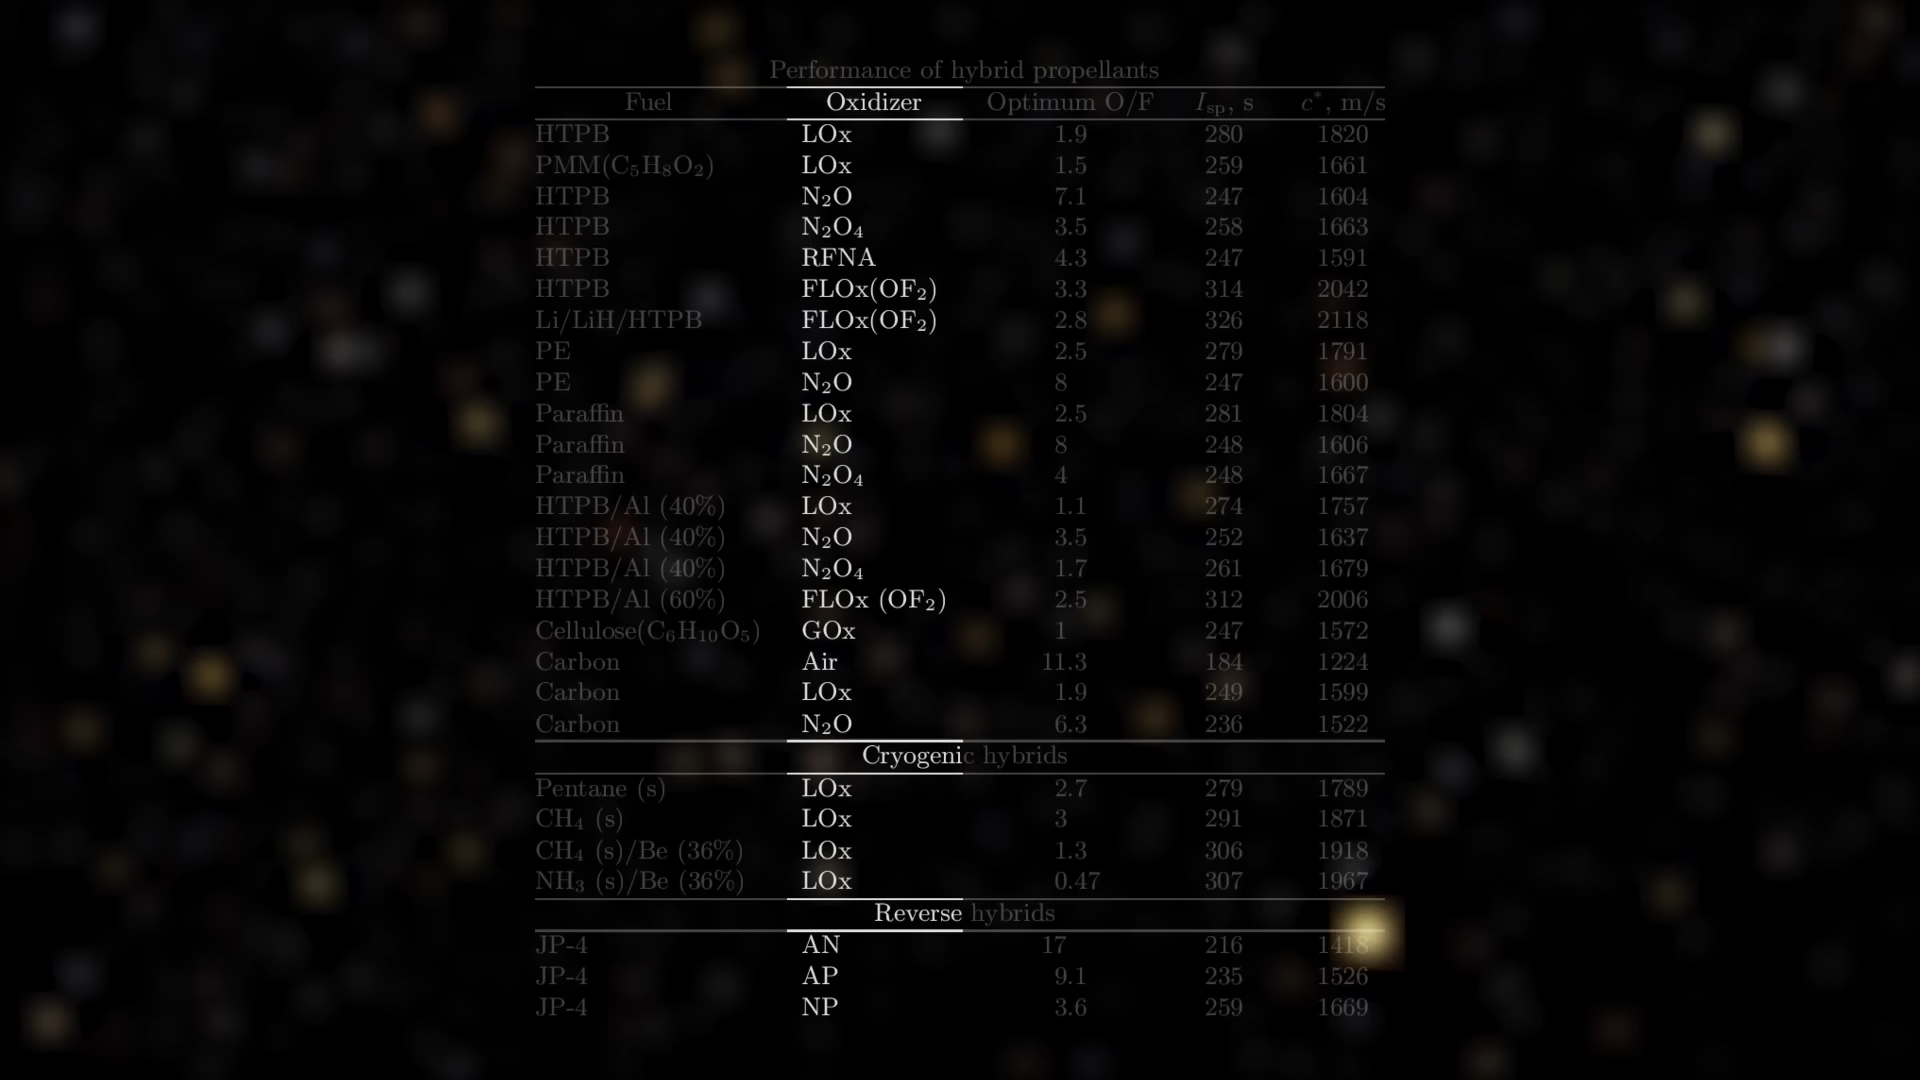 Performance of hybrid propellants
Fuel Oxidizer Optimum O/F Isp, s c*, m/s
HTPB LOx 1.9 280 1820
PMM(C₅H₈O₂) LOx 1.5 259 1661
HTPB N₂O 7.1 247 1604
HTPB N₂O₄ 3.5 258 1663
HTPB RFNA 4.3 247 1591
HTPB FLOx(OF₂) 3.3 314 2042
Li/LiH/HTPB FLOx(OF₂) 2.8 326 2118
PE LOx 2.5 279 1791
PE N₂O 8 247 1600
Paraffin LOx 2.5 281 1804
Paraffin N₂O 8 248 1606
Paraffin N₂O₄ 4 248 1667
HTPB/Al (40%) LOx 1.1 274 1757
HTPB/Al (40%) N₂O 3.5 252 1637
HTPB/Al (40%) N₂O₄ 1.7 261 1679
HTPB/Al (60%) FLOx (OF₂) 2.5 312 2006
Cellulose(C₆H₁₀O₅) GOx 1 247 1572
Carbon Air 11.3 184 1224
Carbon LOx 1.9 249 1599
Carbon N₂O 6.3 236 1522
Cryogenic hybrids
Pentane (s) LOx 2.7 279 1789
CH₄ (s) LOx 3 291 1871
CH₄ (s)/Be (36%) LOx 1.3 306 1918
NH₃ (s)/Be (36%) LOx 0.47 307 1967
Reverse hybrids
JP-4 AN 17 216 1418
JP-4 AP 9.1 235 1526
JP-4 NP 3.6 259 1669